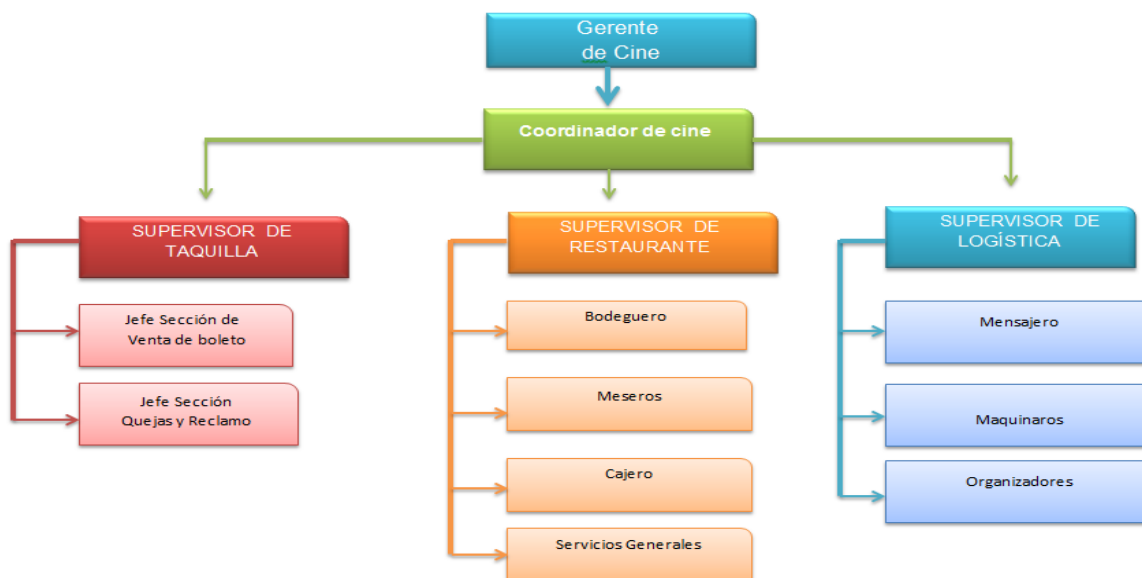 Gerente
de Cine
Coordinador de cine
SUPERVISOR DE
TAQUILLA
Jefe Sección de
Venta de boleto
Jefe Sección
Quejas y Reclamo
SUPERVISOR DE
RESTAURANTE
Bodeguero
Meseros
Cajero
Servicios Generales
SUPERVISOR DE
LOGÍSTICA
Mensajero
Maquinaros
Organizadores